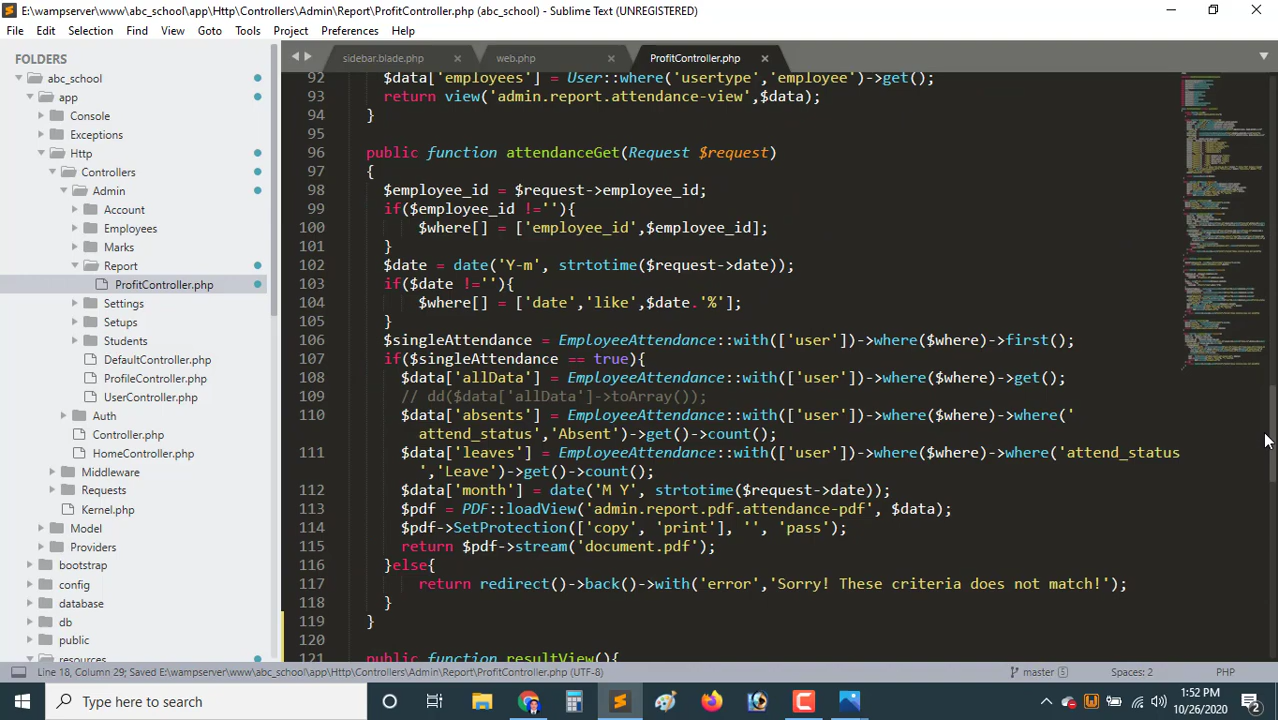 E:\wampserver\www\abc_school\app\Http\Controllers\Admin\Report\ProfitController.php (abc_school) - Sublime Text (UNREGISTERED)
File Edit Selection Find View Goto Tools Project Preferences Help
FOLDERS
abc_school
app
Console
Exceptions
Http
Controllers
Admin
Account
Employees
Marks
Report
ProfitController.php
Settings
Setups
Students
DefaultController.php
ProfileController.php
UserController.php
Auth
Controller.php
HomeController.php
Middleware
Requests
Kernel.php
Model
Providers
bootstrap
config
database
db
public
resources
sidebar.blade.php web.php ProfitController.php
92 $data['employees'] = User::where('usertype','employee')->get();
93 return view('admin.report.attendance-view',$data);
94 }
95
96 public function attendanceGet(Request $request)
97 {
98 $employee_id = $request->employee_id;
99 if($employee_id !=''){
100 $where[] = ['employee_id',$employee_id];
101 }
102 $date = date('Y-m', strtotime($request->date));
103 if($date !=''){
104 $where[] = ['date','like',$date.'%'];
105 }
106 $singleAttendance = EmployeeAttendance::with(['user'])->where($where)->first();
107 if($singleAttendance == true){
108 $data['allData'] = EmployeeAttendance::with(['user'])->where($where)->get();
109 // dd($data['allData']->toArray());
110 $data['absents'] = EmployeeAttendance::with(['user'])->where($where)->where('
attend_status','Absent')->get()->count();
111 $data['leaves'] = EmployeeAttendance::with(['user'])->where($where)->where('attend_status
','Leave')->get()->count();
112 $data['month'] = date('M Y', strtotime($request->date));
113 $pdf = PDF::loadView('admin.report.pdf.attendance-pdf', $data);
114 $pdf->SetProtection(['copy', 'print'], '', 'pass');
115 return $pdf->stream('document.pdf');
116 }else{
117 return redirect()->back()->with('error','Sorry! These criteria does not match!');
118 }
119 }
120
121 public function resultView(){
Line 18, Column 29; Saved E:\wampserver\www\abc_school\app\Http\Controllers\Admin\Report\ProfitController.php (UTF-8) master 5 Spaces: 2 PHP
Type here to search
1:52 PM
10/26/2020
2